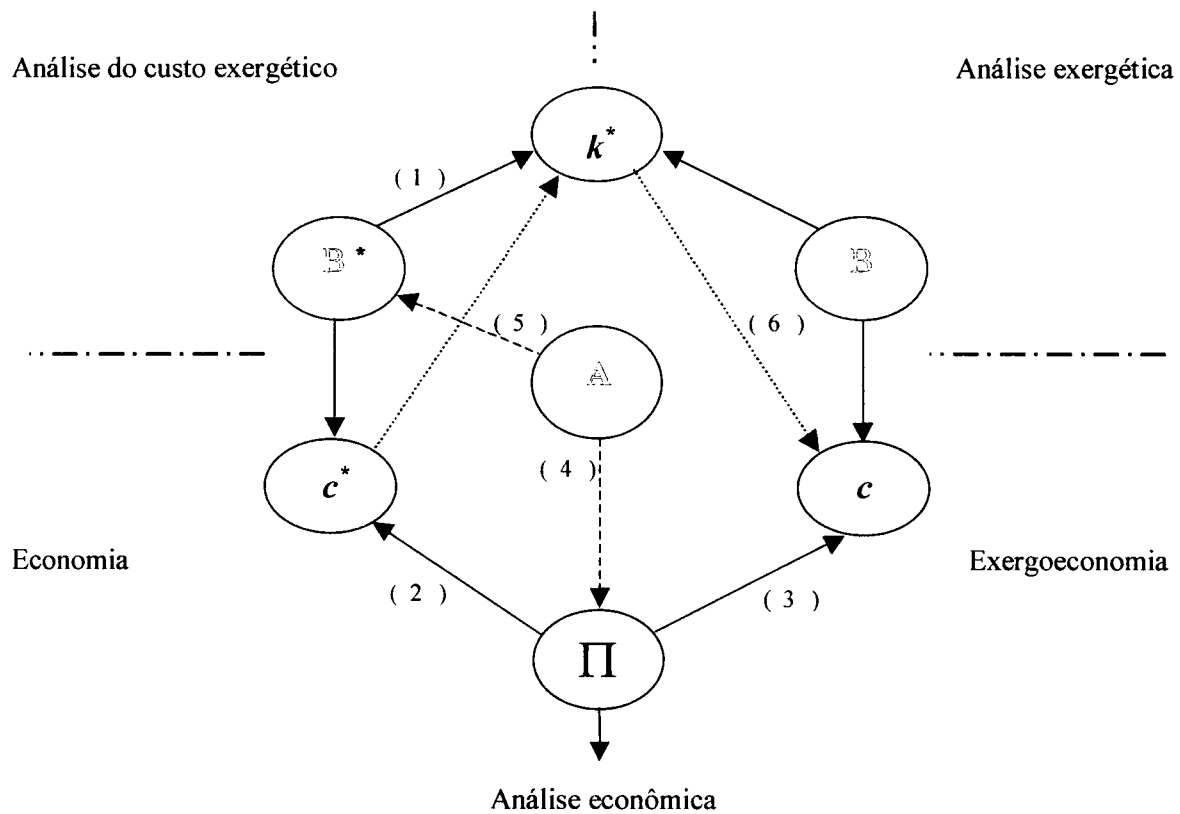 Análise do custo exergético
Análise exergética
k*
( 1 )
B *
B
( 5 )
( 6 )
A
( 4 )
c*
c
Economia
Exergoeconomia
( 2 )
( 3 )
Π
Análise econômica